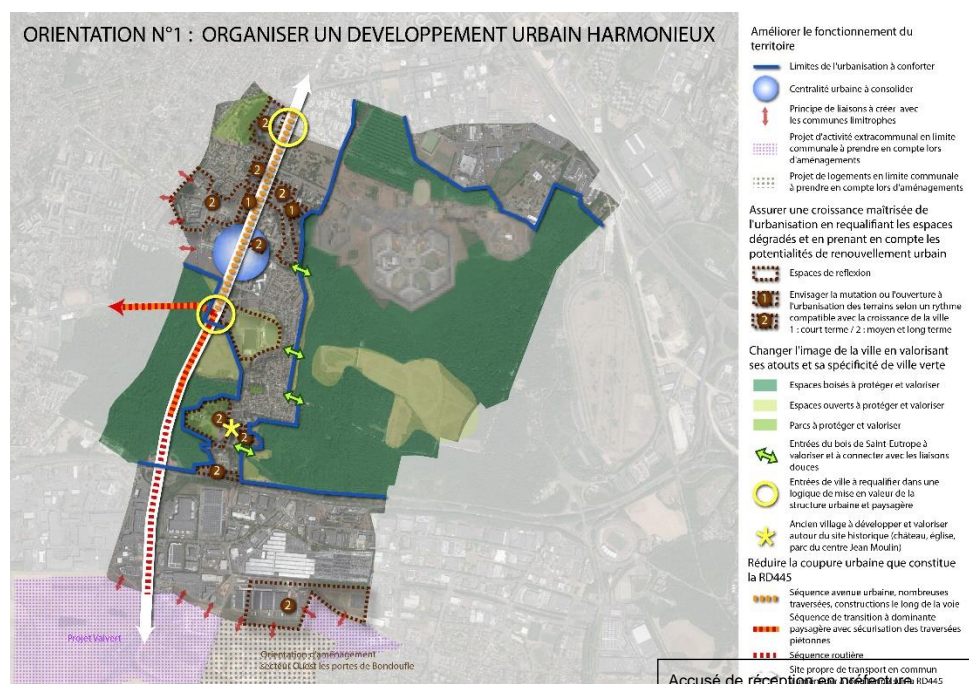 ORIENTATION N°1 : ORGANISER UN DEVELOPPEMENT URBAIN HARMONIEUX
Améliorer le fonctionnement du
territoire
Limites de l'urbanisation à conforter
Centralité urbaine à consolider
Principe de liaisons à créer avec
les communes limitrophes
Projet d'activité extracommunal en limite
communale à prendre en compte lors
d'aménagements
Projet de logements en limite communale
à prendre en compte lors d'aménagements
Assurer une croissance maîtrisée de
l'urbanisation en requalifiant les espaces
dégradés et en prenant en compte les
potentialités de renouvellement urbain
Espaces de reflexion
1
2
Envisager la mutation ou l'ouverture à
l'urbanisation des terrains selon un rythme
compatible avec la croissance de la ville
1 : court terme / 2 : moyen et long terme
Changer l'image de la ville en valorisant
ses atouts et sa spécificité de ville verte
Espaces boisés à protéger et valoriser
Espaces ouverts à protéger et valoriser
Parcs à protéger et valoriser
Entrées du bois de Saint-Eutrope à
valoriser et à connecter avec les liaisons
douces
Entrées de ville à requalifier dans une
logique de mise en valeur de la
structure urbaine et paysagère
Ancien village à développer et valoriser
autour du site historique (château, église,
parc du centre Jean Moulin)
Réduire la coupure urbaine que constitue
la RD445
Séquence avenue urbaine, nombreuses
traversées, constructions le long de la voie
Séquence de transition à dominante
paysagère avec sécurisation des traversées
piétonnes
Séquence routière
Site propre de transport en commun
RD445
Accusé de réception en préfecture
2
2
2
1
2
1
2
2
2
2
2
Projet Valvert
Orientation d'aménagement
secteur Ouest les portes de Bondoufle